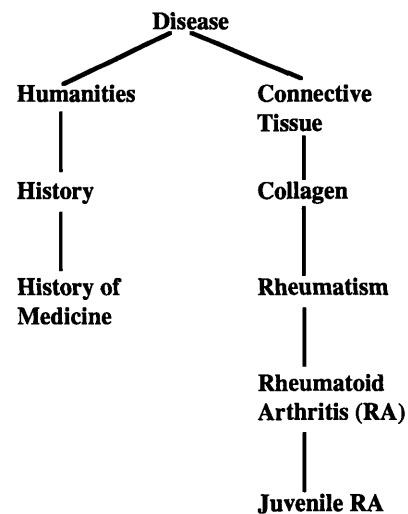 Disease
Humanities
Connective
Tissue
History
Collagen
History of
Medicine
Rheumatism
Rheumatoid
Arthritis (RA)
Juvenile RA